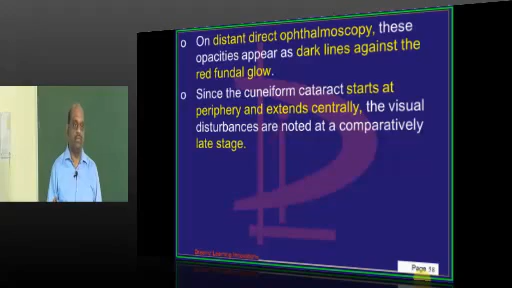 o On distant direct ophthalmoscopy, these
opacities appear as dark lines against the
red fundal glow.
o Since the cuneiform cataract starts at
periphery and extends centrally, the visual
disturbances are noted at a comparatively
late stage.
Page 38